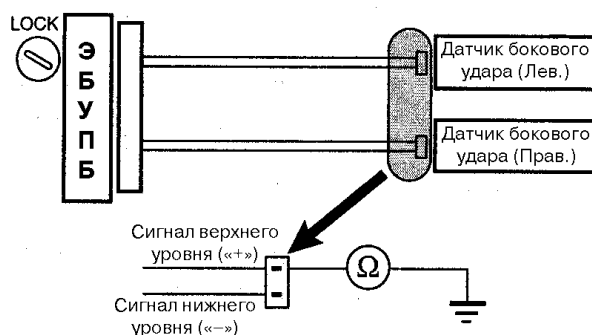 LOCK
Э
Б
У
П
Б
Датчик бокового
удара (Лев.)
Датчик бокового
удара (Прав.)
Сигнал верхнего
уровня («+»)
Ω
Сигнал нижнего
уровня («–»)